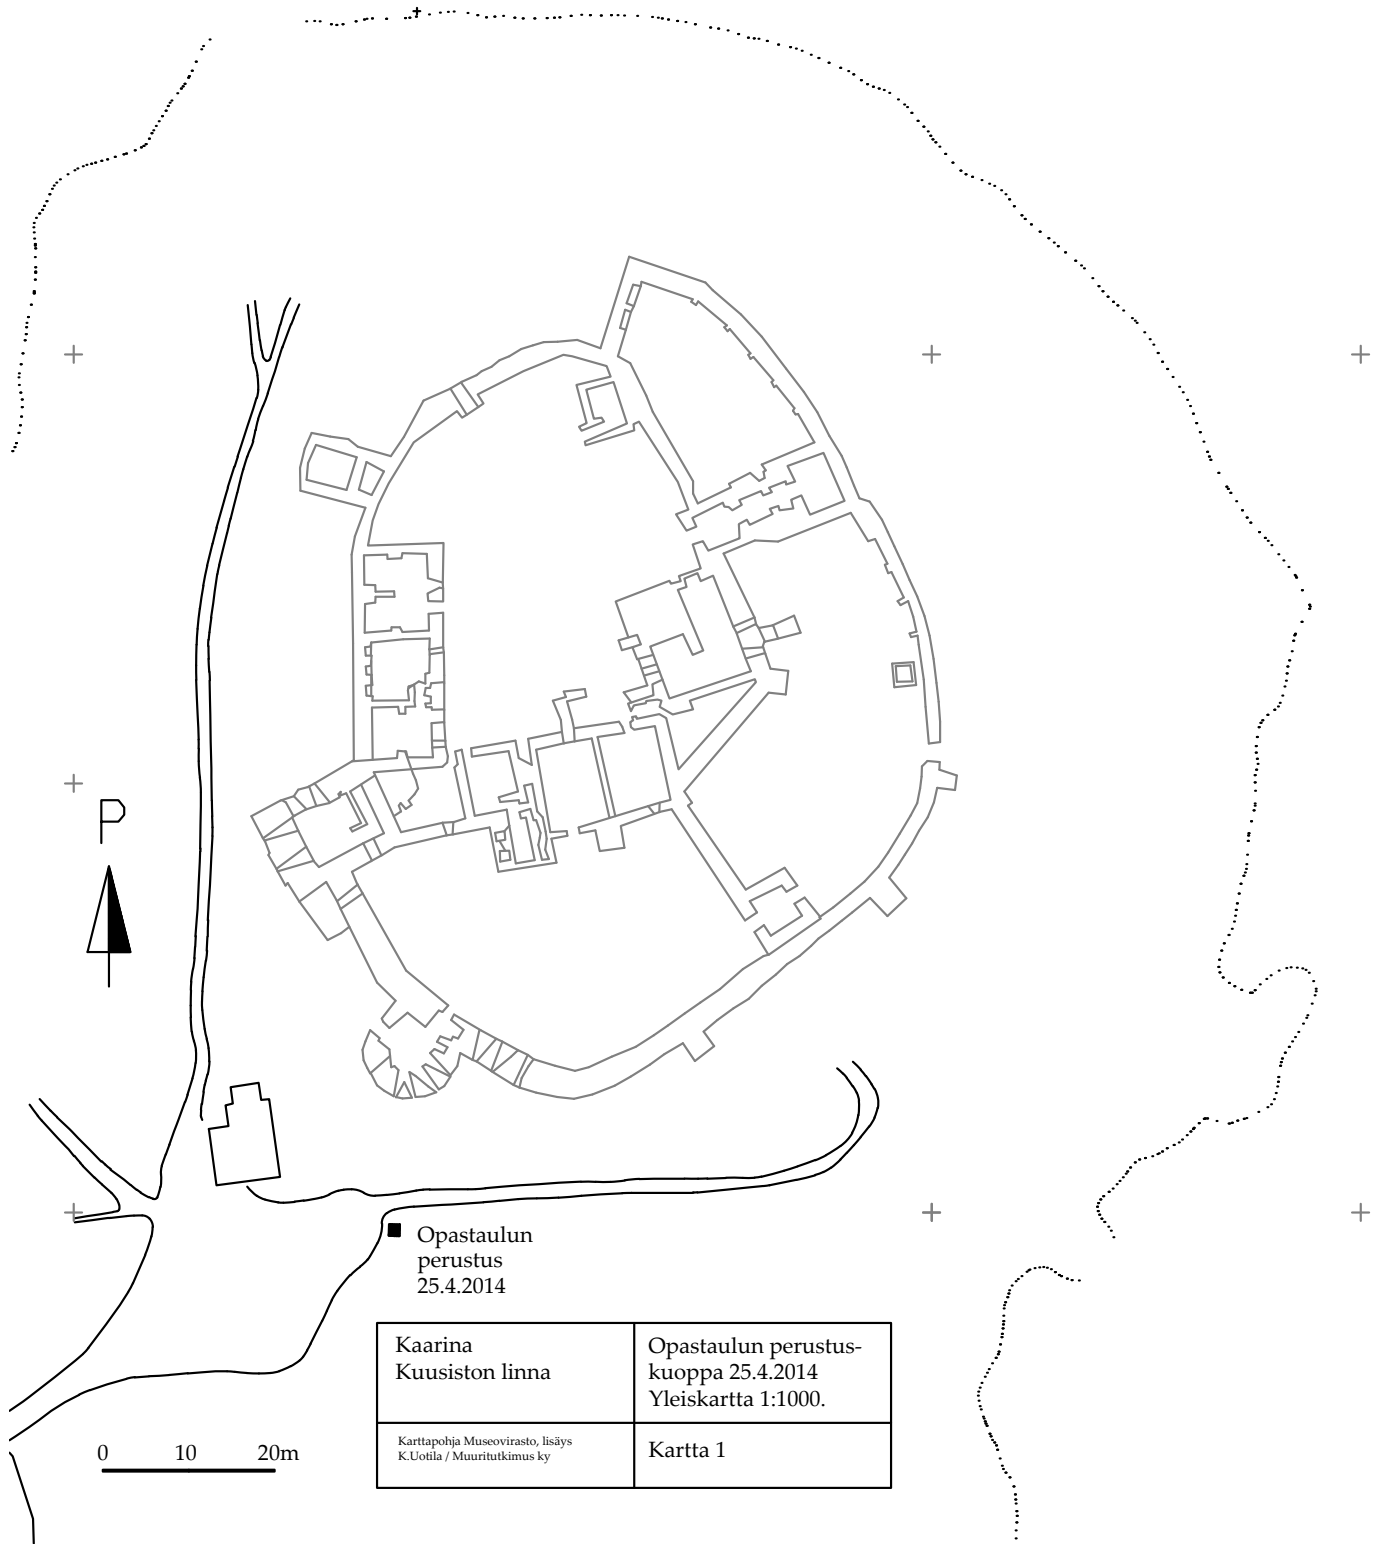 P
Opastaulun
perustus
25.4.2014
Kaarina
Kuusiston linna
Opastaulun perustus-
kuoppa 25.4.2014
Yleiskartta 1:1000.
Karttapohja Museovirasto, lisäys
K.Uotila / Muuritutkimus ky
Kartta 1
0 10 20m